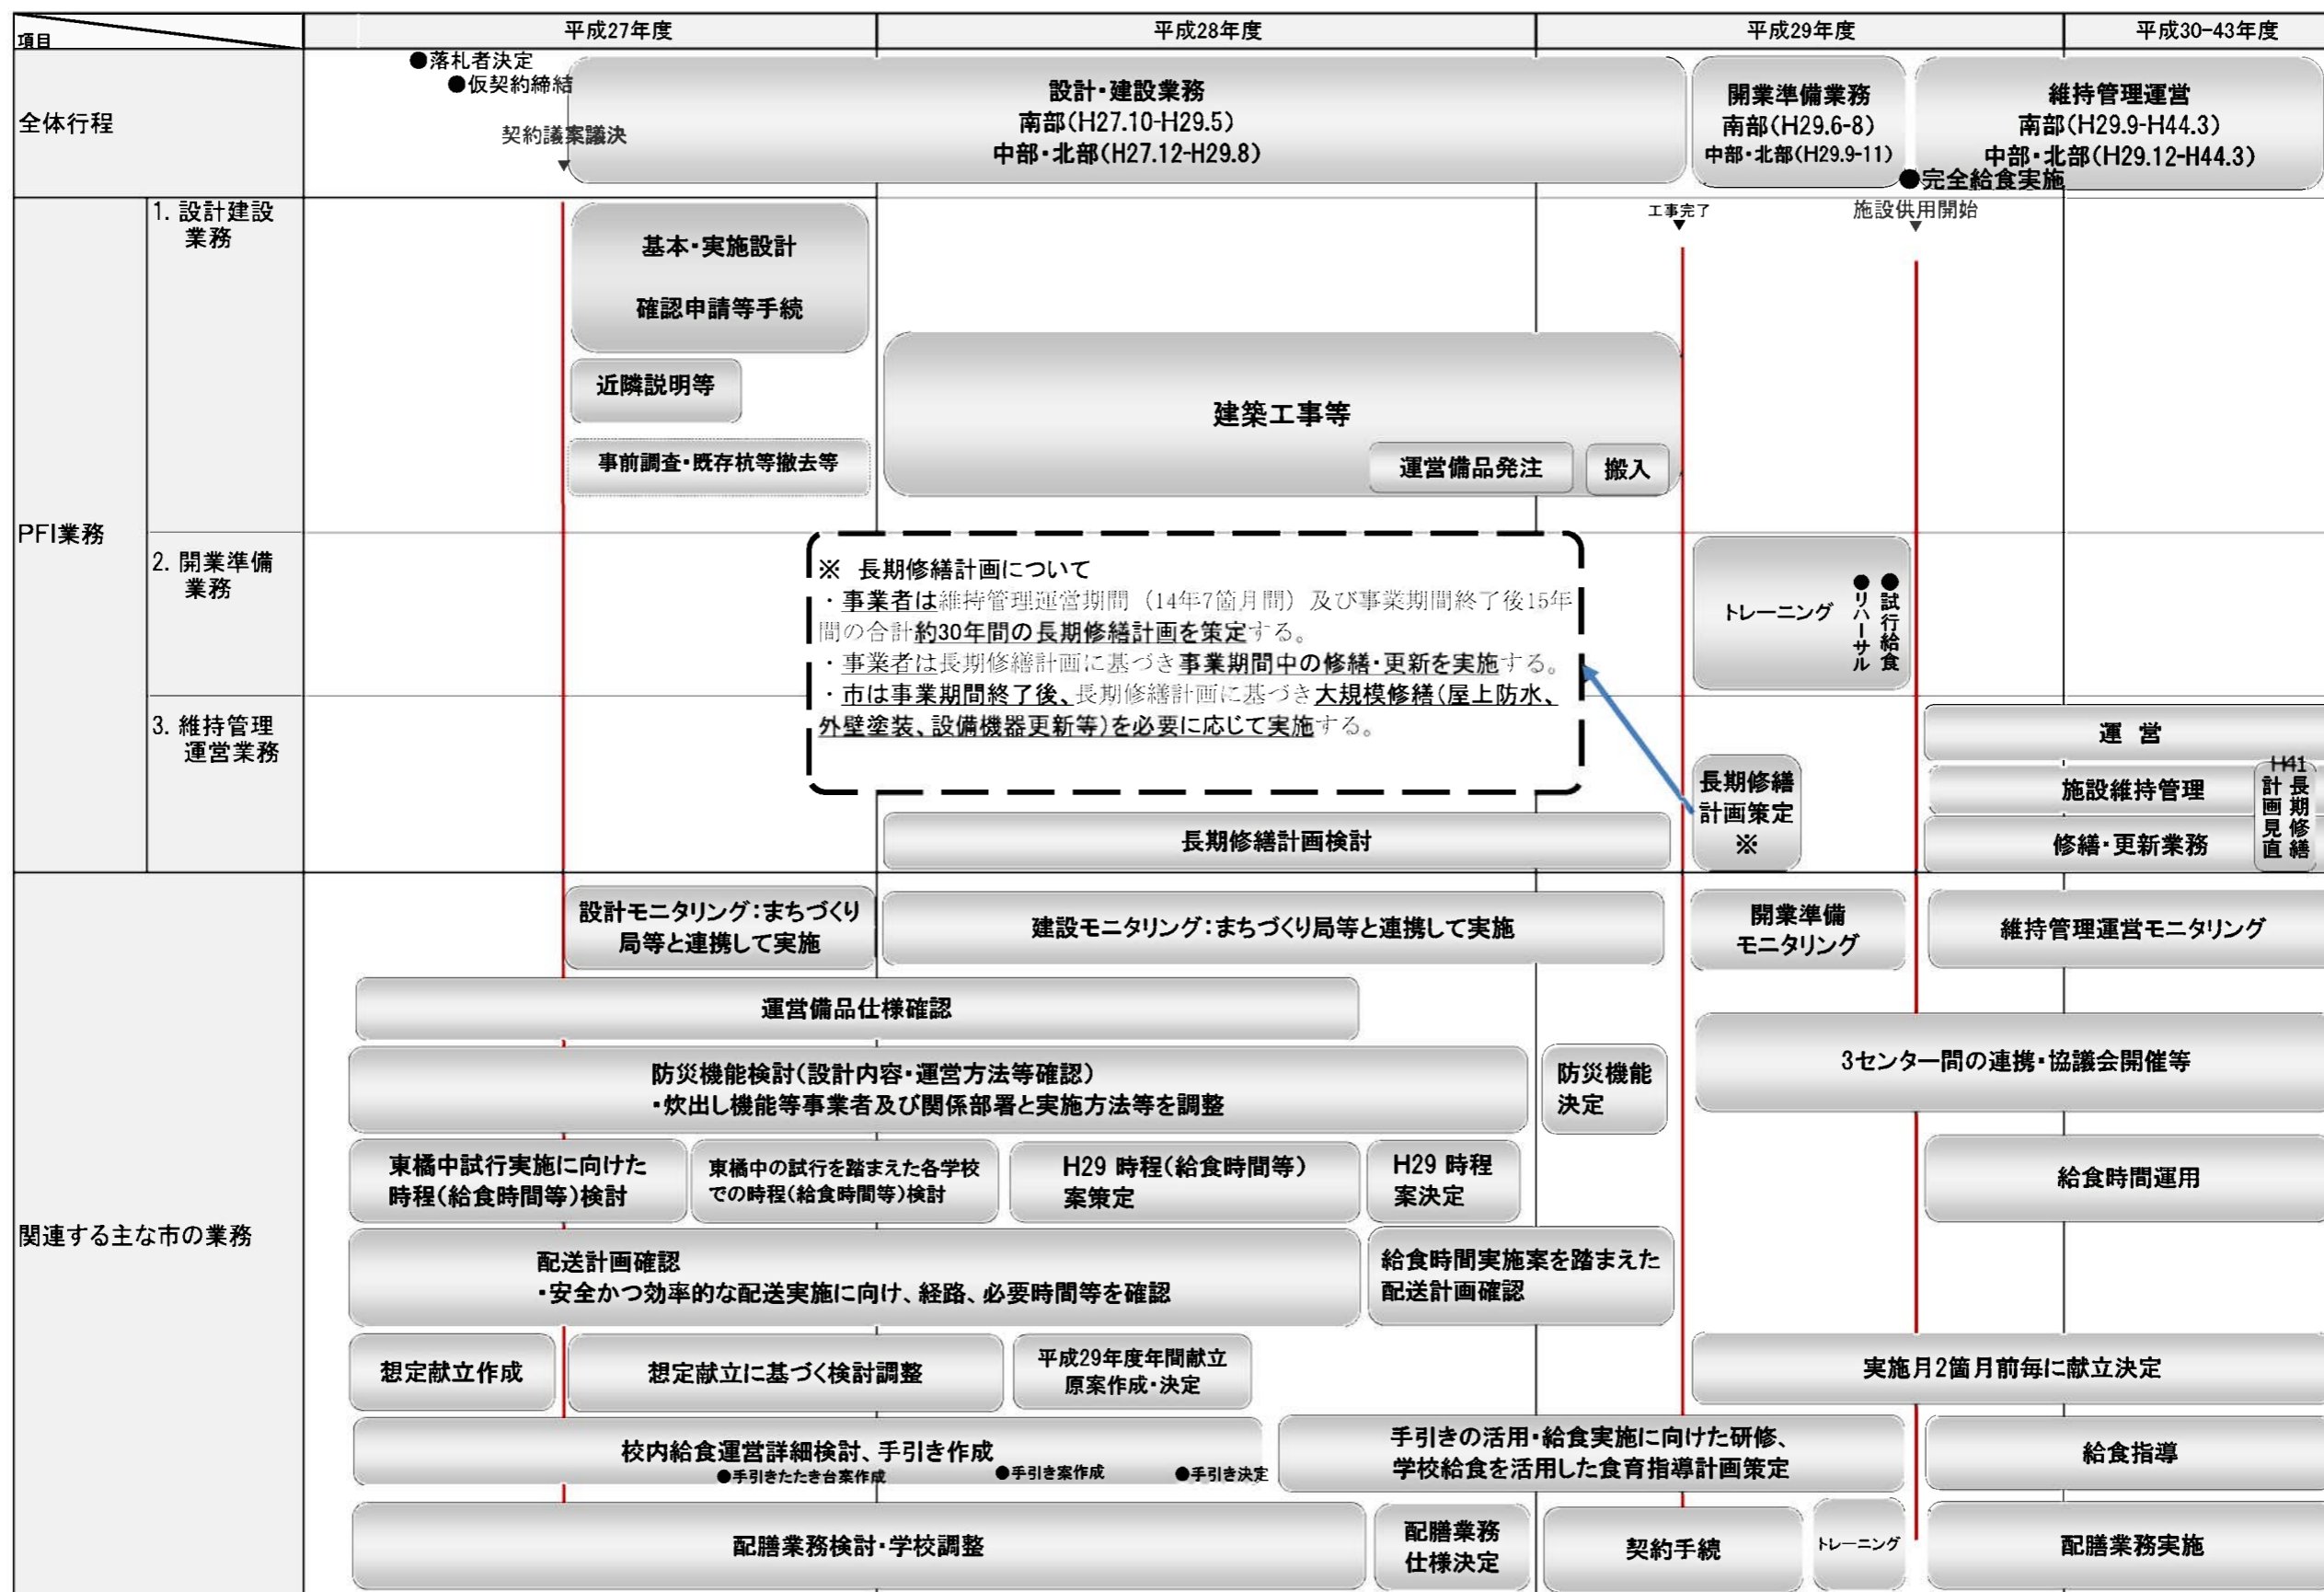 項目
平成27年度
平成28年度
平成29年度
平成30-43年度
全体行程
●落札者決定
●仮契約締結
契約議案議決
▼
設計・建設業務
南部(H27.10-H29.5)
中部・北部(H27.12-H29.8)
開業準備業務
南部(H29.6-8)
中部・北部(H29.9-11)
維持管理運営
南部(H29.9-H44.3)
中部・北部(H29.12-H44.3)
●完全給食実施
PFI業務
1. 設計建設
業務
工事完了
▼
施設供用開始
▼
基本・実施設計
確認申請等手続
近隣説明等
事前調査・既存杭等撤去等
建築工事等
運営備品発注
搬入
2. 開業準備
業務
※ 長期修繕計画について
・事業者は維持管理運営期間(14年7箇月間)及び事業期間終了後15年
間の合計約30年間の長期修繕計画を策定する。
・事業者は長期修繕計画に基づき事業期間中の修繕・更新を実施する。
・市は事業期間終了後、長期修繕計画に基づき大規模修繕(屋上防水、
外壁塗装、設備機器更新等)を必要に応じて実施する。
トレーニング
●リハーサル
●試行給食
3. 維持管理
運営業務
長期修繕計画検討
長期修繕
計画策定
※
運 営
施設維持管理
修繕・更新業務
H41
長期修繕
計画見直
関連する主な市の業務
設計モニタリング:まちづくり
局等と連携して実施
建設モニタリング:まちづくり局等と連携して実施
開業準備
モニタリング
維持管理運営モニタリング
運営備品仕様確認
防災機能検討(設計内容・運営方法等確認)
・炊出し機能等事業者及び関係部署と実施方法等を調整
防災機能
決定
3センター間の連携・協議会開催等
東橘中試行実施に向けた
時程(給食時間等)検討
東橘中の試行を踏まえた各学校
での時程(給食時間等)検討
H29 時程(給食時間等)
案策定
H29 時程
案決定
給食時間運用
配送計画確認
・安全かつ効率的な配送実施に向け、経路、必要時間等を確認
給食時間実施案を踏まえた
配送計画確認
想定献立作成
想定献立に基づく検討調整
平成29年度年間献立
原案作成・決定
実施月2箇月前毎に献立決定
校内給食運営詳細検討、手引き作成
●手引きたたき台案作成
●手引き案作成
●手引き決定
手引きの活用・給食実施に向けた研修、
学校給食を活用した食育指導計画策定
給食指導
配膳業務検討・学校調整
配膳業務
仕様決定
契約手続
トレーニング
配膳業務実施